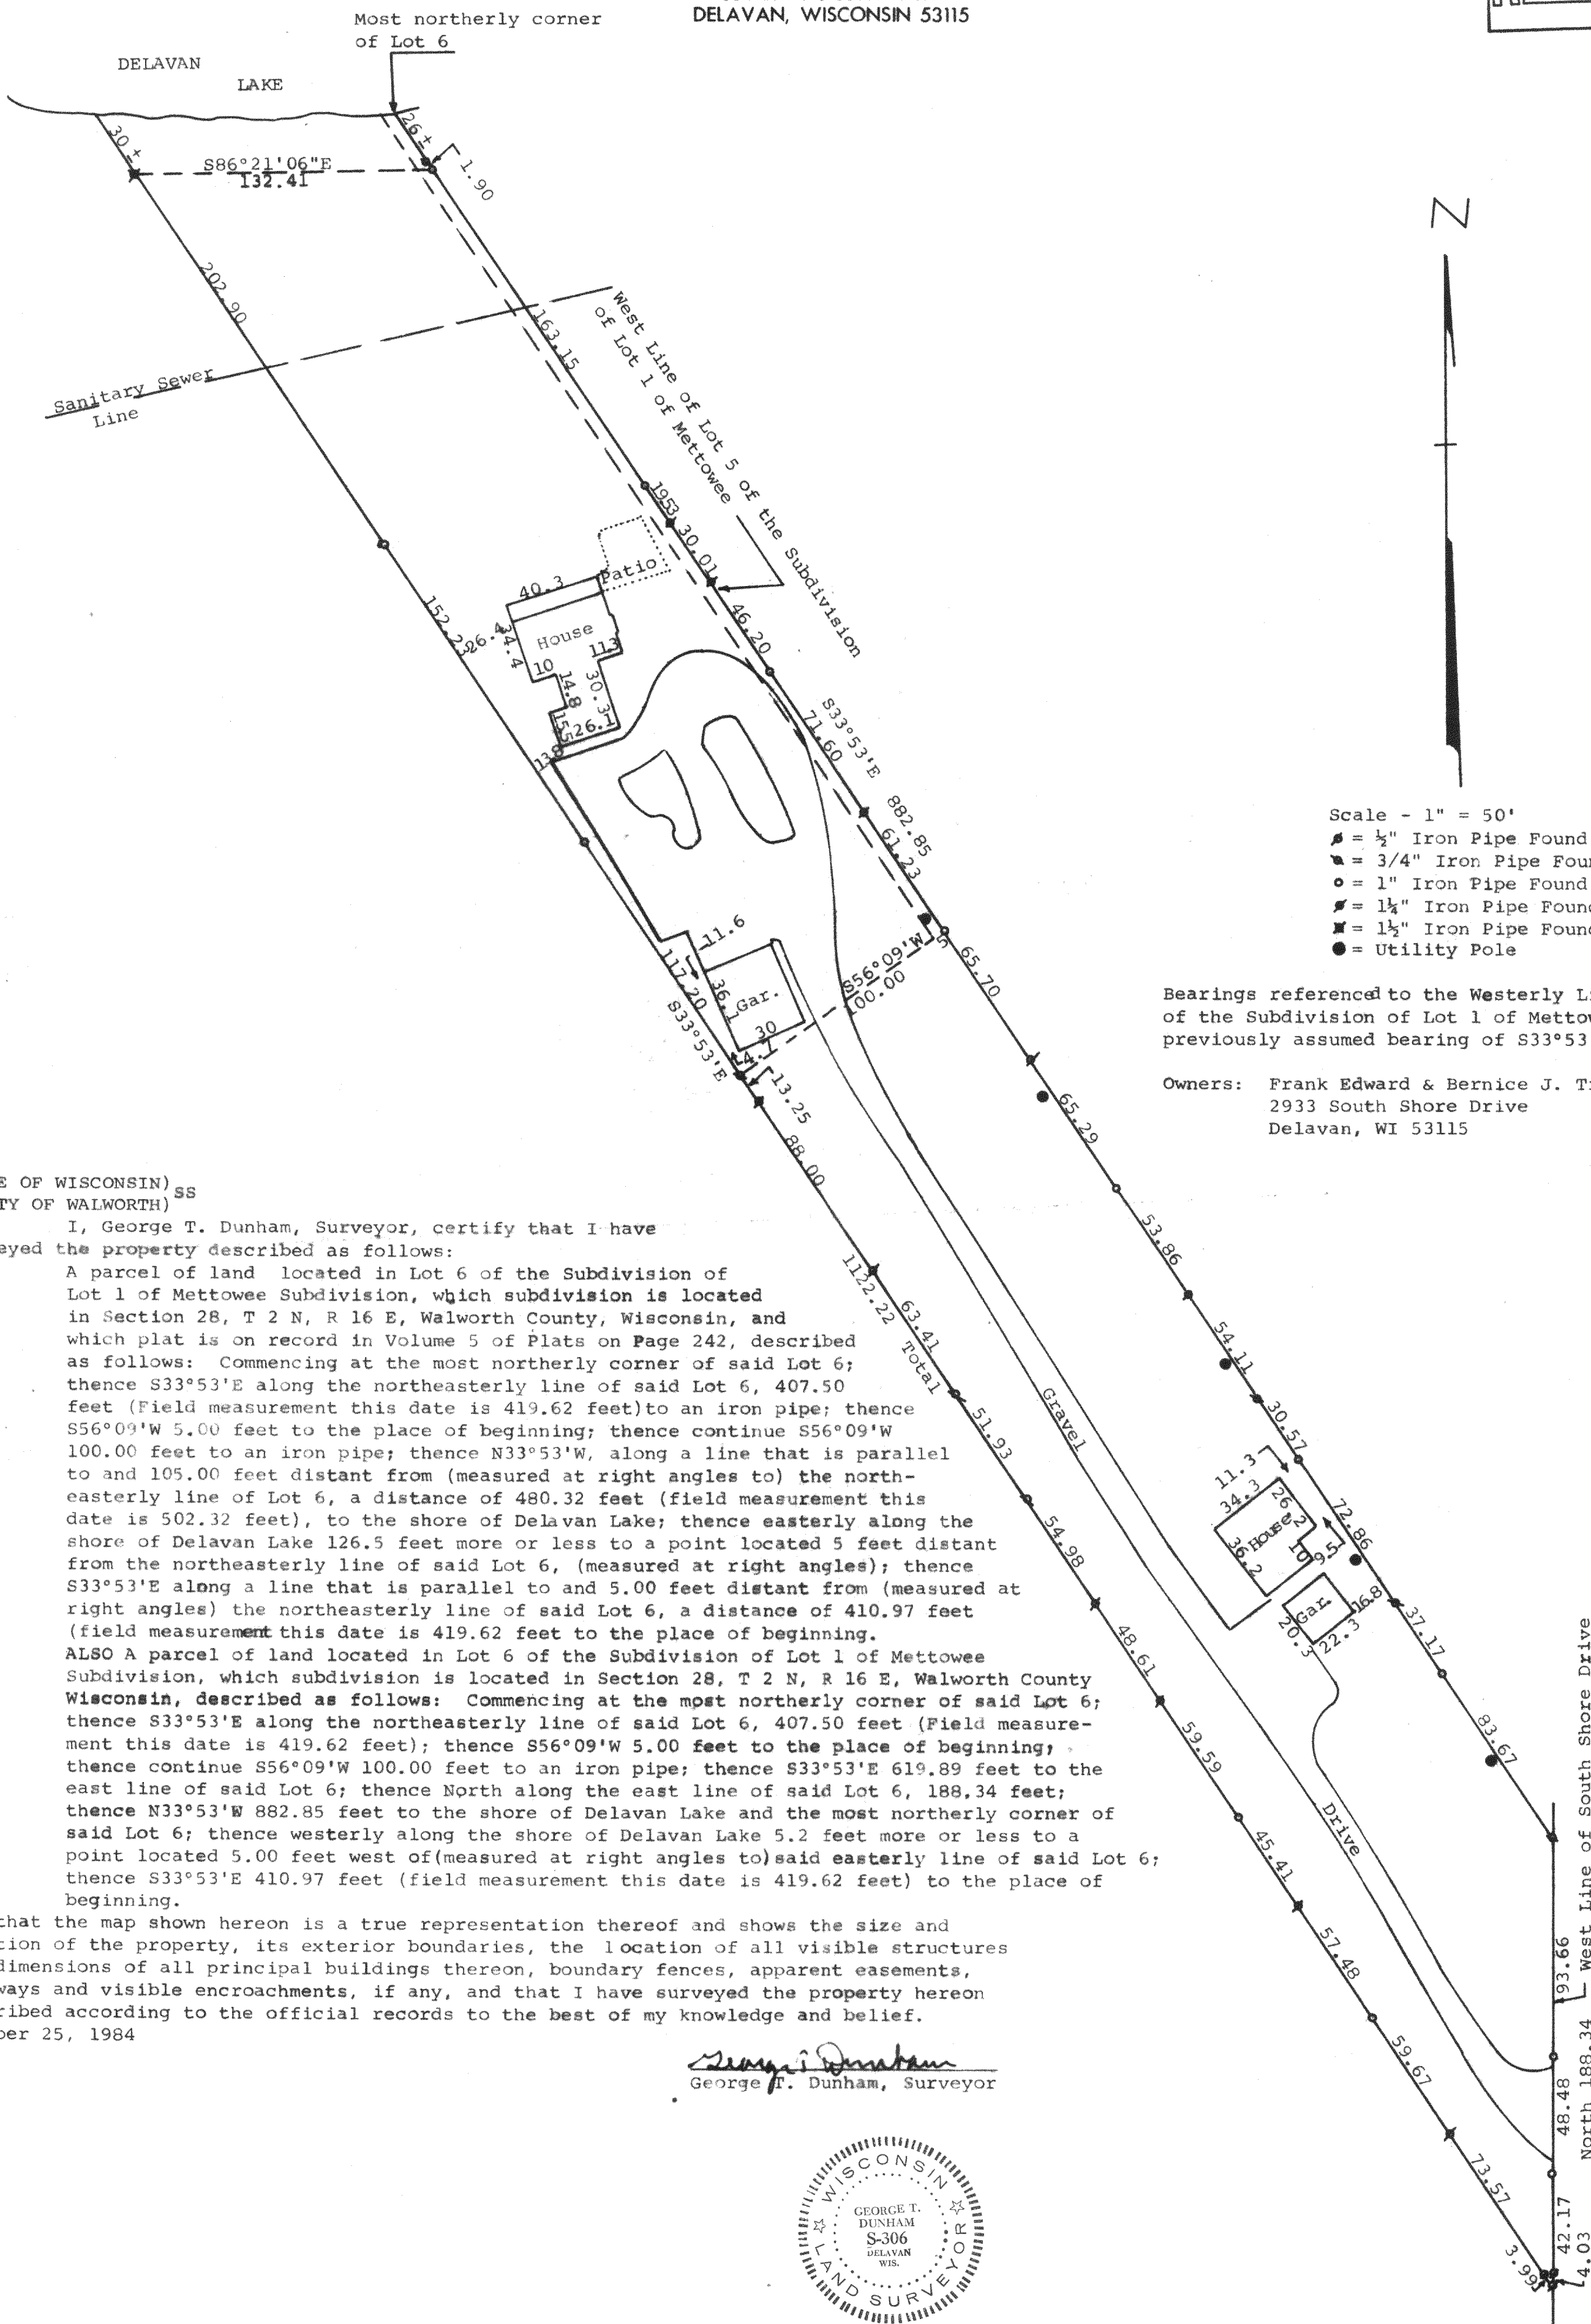 DELAVAN, WISCONSIN 53115
Most northerly corner
of Lot 6
DELAVAN
LAKE
30±
26±
1.90
S86°21'06"E
132.41
202.90
163.15
West Line of Lot 5 of the Subdivision
of Lot 1 of Mettowee
Sanitary Sewer
Line
30.01
46.20
Patio
40.3
House
26.4
34.4
10
14.8
30.3
26.1
152.23
S33°53'E 882.85
71.60
61.23
11.6
117.20
36.1
Gar.
30
S56°09'W
100.00
5
S33°53'E
13.25
65.70
65.29
53.86
54.11
30.57
72.86
37.17
83.67
88.00
1122.22 Total
63.41
51.93
54.98
48.61
59.59
45.41
57.48
59.67
73.57
3.99
Gravel
Drive
11.3
34.3
26.2
House
36.2
10
9.5
Gar.
16.8
20.3
22.3
93.66
48.48
42.17
4.03
North 188.34
West Line of South Shore Drive
N
Scale - 1" = 50'
= ½" Iron Pipe Found
= 3/4" Iron Pipe Fou
= 1" Iron Pipe Found
= 1¼" Iron Pipe Foun
= 1½" Iron Pipe Foun
= Utility Pole
Bearings referenced to the Westerly L
of the Subdivision of Lot 1 of Metto
previously assumed bearing of S33°53
Owners: Frank Edward & Bernice J. T
2933 South Shore Drive
Delavan, WI 53115
E OF WISCONSIN) SS
TY OF WALWORTH)
I, George T. Dunham, Surveyor, certify that I have
eyed the property described as follows:
A parcel of land located in Lot 6 of the Subdivision of
Lot 1 of Mettowee Subdivision, which subdivision is located
in Section 28, T 2 N, R 16 E, Walworth County, Wisconsin, and
which plat is on record in Volume 5 of Plats on Page 242, described
as follows: Commencing at the most northerly corner of said Lot 6;
thence S33°53'E along the northeasterly line of said Lot 6, 407.50
feet (Field measurement this date is 419.62 feet)to an iron pipe; thence
S56°09'W 5.00 feet to the place of beginning; thence continue S56°09'W
100.00 feet to an iron pipe; thence N33°53'W, along a line that is parallel
to and 105.00 feet distant from (measured at right angles to) the north-
easterly line of Lot 6, a distance of 480.32 feet (field measurement this
date is 502.32 feet), to the shore of Delavan Lake; thence easterly along the
shore of Delavan Lake 126.5 feet more or less to a point located 5 feet distant
from the northeasterly line of said Lot 6, (measured at right angles); thence
S33°53'E along a line that is parallel to and 5.00 feet distant from (measured at
right angles) the northeasterly line of said Lot 6, a distance of 410.97 feet
(field measurement this date is 419.62 feet to the place of beginning.
ALSO A parcel of land located in Lot 6 of the Subdivision of Lot 1 of Mettowee
Subdivision, which subdivision is located in Section 28, T 2 N, R 16 E, Walworth County
Wisconsin, described as follows: Commencing at the most northerly corner of said Lot 6;
thence S33°53'E along the northeasterly line of said Lot 6, 407.50 feet (Field measure-
ment this date is 419.62 feet); thence S56°09'W 5.00 feet to the place of beginning;
thence continue S56°09'W 100.00 feet to an iron pipe; thence S33°53'E 619.89 feet to the
east line of said Lot 6; thence North along the east line of said Lot 6, 188.34 feet;
thence N33°53'W 882.85 feet to the shore of Delavan Lake and the most northerly corner of
said Lot 6; thence westerly along the shore of Delavan Lake 5.2 feet more or less to a
point located 5.00 feet west of(measured at right angles to)said easterly line of said Lot 6;
thence S33°53'E 410.97 feet (field measurement this date is 419.62 feet) to the place of
beginning.
that the map shown hereon is a true representation thereof and shows the size and
tion of the property, its exterior boundaries, the location of all visible structures
dimensions of all principal buildings thereon, boundary fences, apparent easements,
ways and visible encroachments, if any, and that I have surveyed the property hereon
ribed according to the official records to the best of my knowledge and belief.
ber 25, 1984
George T Dunham
George T. Dunham, Surveyor
WISCONSIN
GEORGE T.
DUNHAM
S-306
DELAVAN
WIS.
LAND SURVEYOR